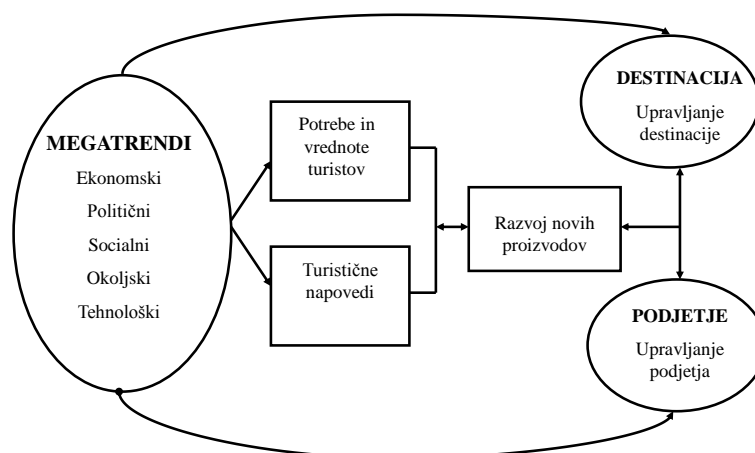 MEGATRENDI
Ekonomski
Politični
Socialni
Okoljski
Tehnološki
Potrebe in
vrednote
turistov
Turistične
napovedi
Razvoj novih
proizvodov
DESTINACIJA
Upravljanje
destinacije
PODJETJE
Upravljanje
podjetja